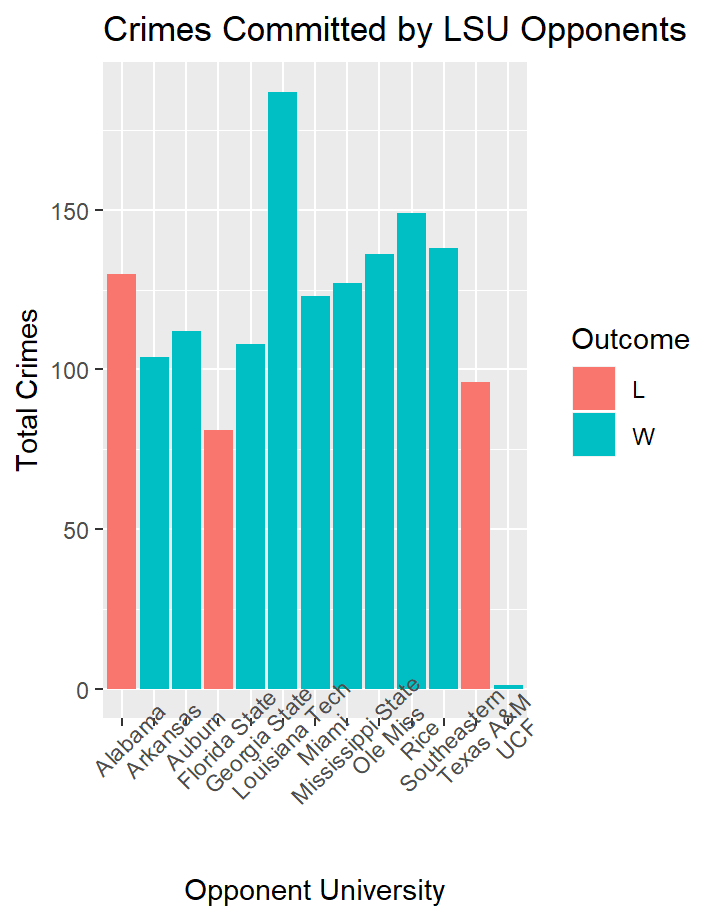 Crimes Committed by LSU Opponents
Total Crimes
150
100
50
0
Alabama
Arkansas
Auburn
Florida State
Georgia State
Louisiana Tech
Miami
Mississippi State
Ole Miss
Rice
Southeastern
Texas A&M
UCF
Opponent University
Outcome
L
W